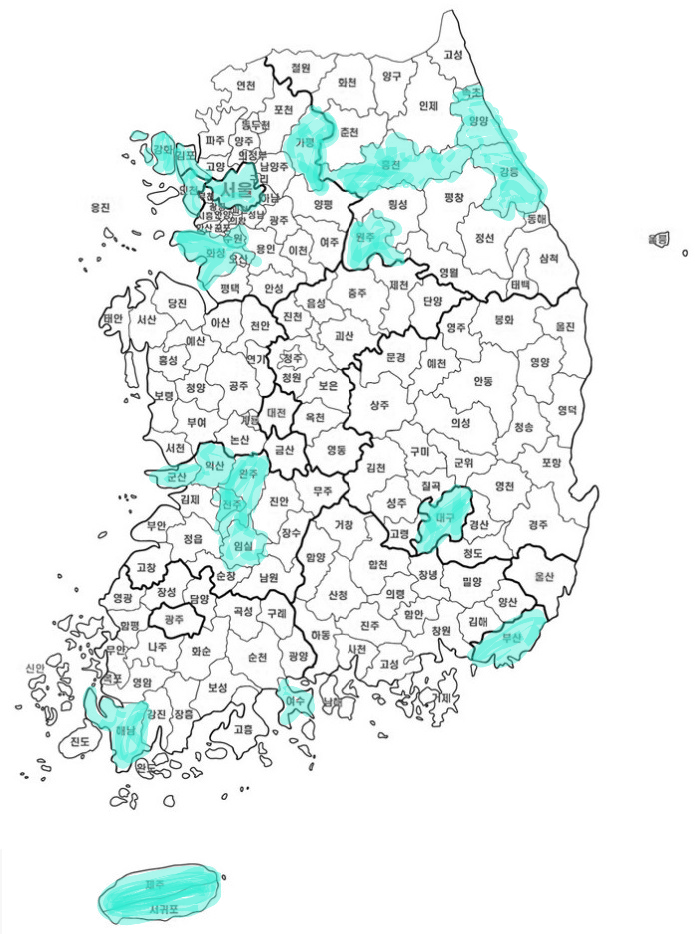 고성
철원
양구
화천
연천
속초
인제
포천
양양
동두천
춘천
가평
파주
양주
강화
김포
의정부
홍천
고양
남양주
강릉
구리
서울
인천
하남
양평
횡성
평창
옹진
성남
광주
동해
시흥
안양
의왕
안산
군포
수원
원주
정선
울릉
화성
오산
용인
이천
여주
삼척
영월
태백
평택
안성
제천
충주
단양
당진
음성
태안
서산
아산
천안
진천
영주
봉화
울진
예산
괴산
홍성
연기
청주
문경
예천
영양
청원
안동
청양
공주
보은
보령
상주
영덕
대전
옥천
의성
계룡
부여
청송
논산
서천
금산
영동
구미
익산
김천
군위
포항
군산
완주
칠곡
영천
김제
무주
진안
성주
전주
대구
경산
경주
부안
거창
장수
고령
정읍
임실
청도
함양
합천
고창
순창
남원
창녕
밀양
울산
영광
장성
담양
산청
의령
양산
곡성
구례
함안
김해
함평
광주
진주
하동
창원
부산
나주
화순
무안
순천
광양
사천
고성
신안
목포
영암
보성
여수
남해
거제
강진
장흥
해남
고흥
진도
완도
제주
서귀포